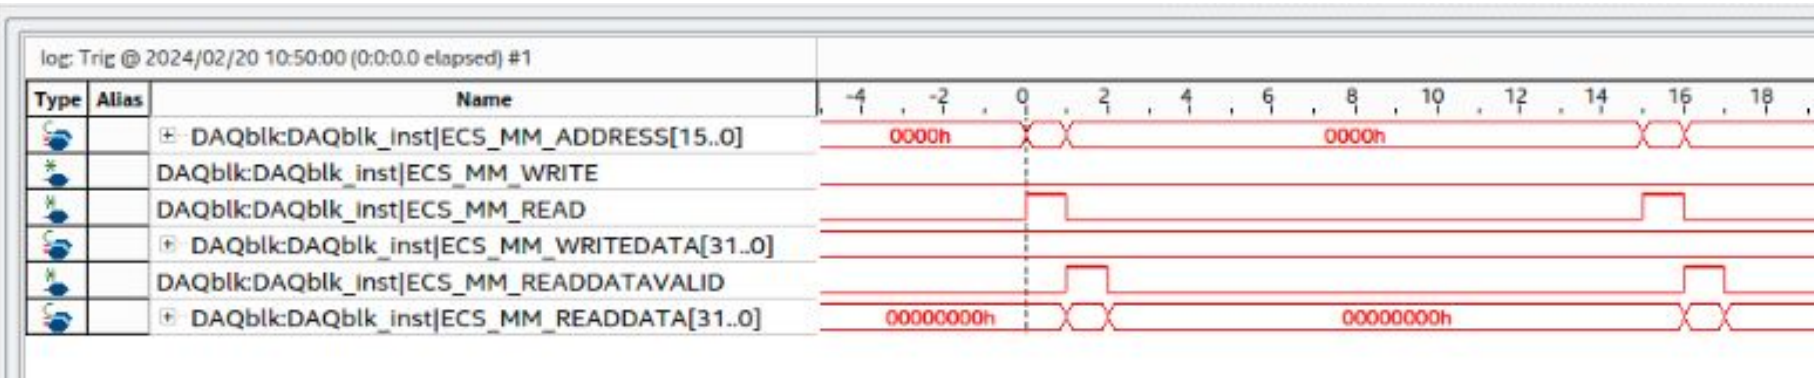 log: Trig @ 2024/02/20 10:50:00 (0:0:0.0 elapsed) #1
Type Alias Name -4 -2 0 2 4 6 8 10 12 14 16 18
DAQblk:DAQblk_inst|ECS_MM_ADDRESS[15..0] 0000h 0000h
DAQblk:DAQblk_inst|ECS_MM_WRITE
DAQblk:DAQblk_inst|ECS_MM_READ
DAQblk:DAQblk_inst|ECS_MM_WRITEDATA[31..0]
DAQblk:DAQblk_inst|ECS_MM_READDATAVALID
DAQblk:DAQblk_inst|ECS_MM_READDATA[31..0] 00000000h 00000000h